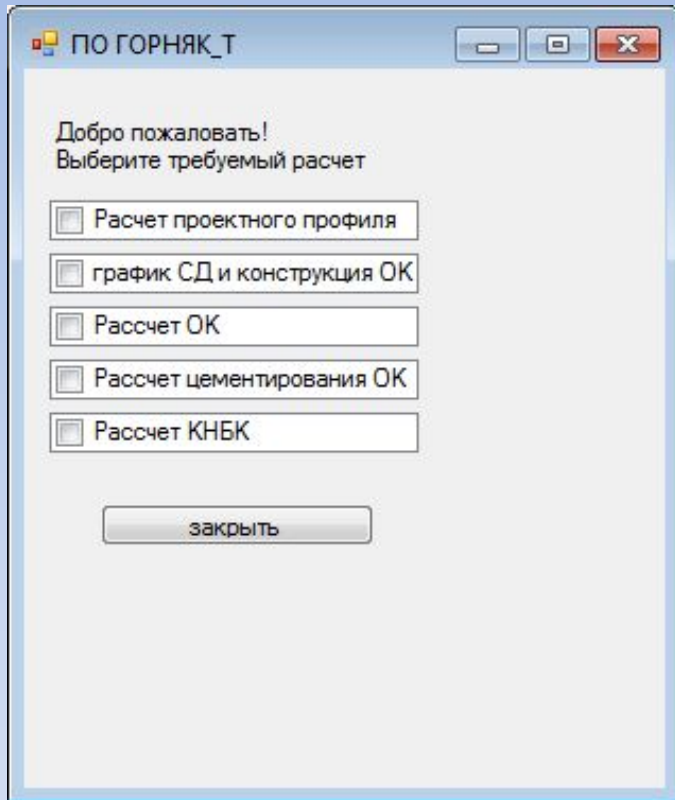 ПО ГОРНЯК_Т
Добро пожаловать!
Выберите требуемый расчет
Расчет проектного профиля
график СД и конструкция ОК
Рассчет ОК
Рассчет цементирования ОК
Рассчет КНБК
закрыть